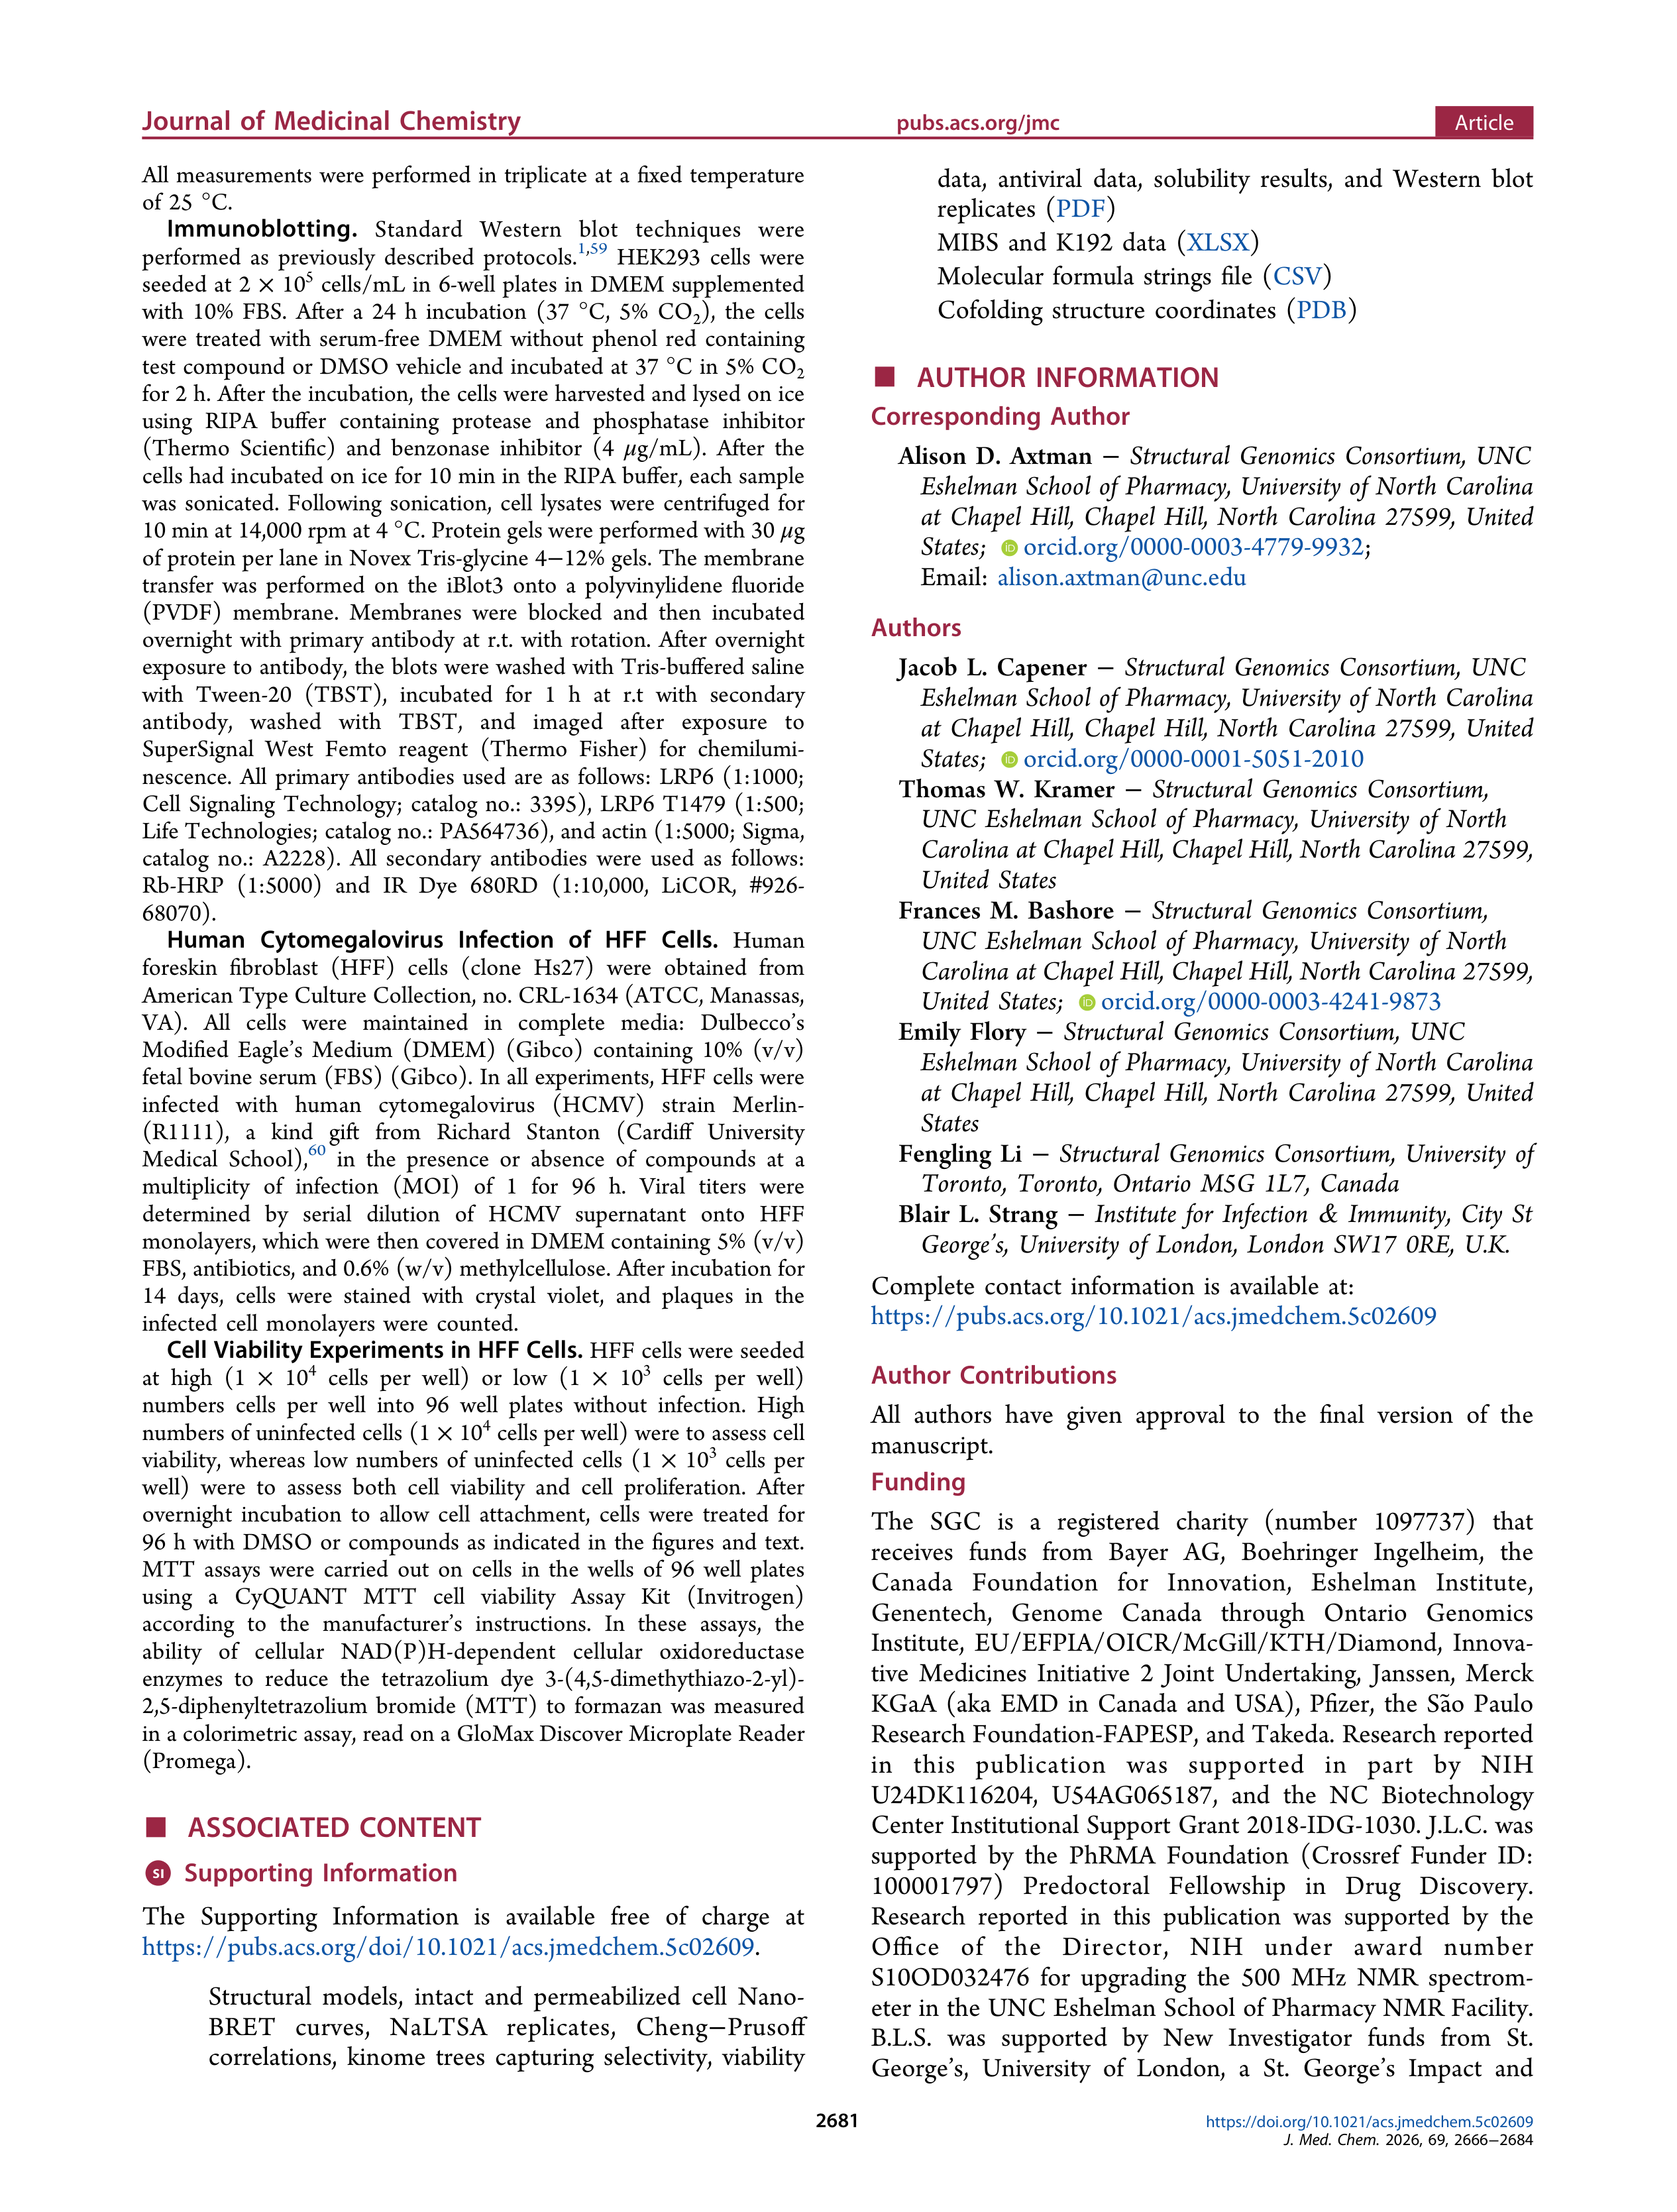 Journal of Medicinal Chemistry
pubs.acs.org/jmc
Article
All measurements were performed in triplicate at a fixed temperature
of 25 °C.
Immunoblotting. Standard Western blot techniques were
performed as previously described protocols.1,59 HEK293 cells were
seeded at 2 × 10⁵ cells/mL in 6-well plates in DMEM supplemented
with 10% FBS. After a 24 h incubation (37 °C, 5% CO₂), the cells
were treated with serum-free DMEM without phenol red containing
test compound or DMSO vehicle and incubated at 37 °C in 5% CO₂
for 2 h. After the incubation, the cells were harvested and lysed on ice
using RIPA buffer containing protease and phosphatase inhibitor
(Thermo Scientific) and benzonase inhibitor (4 μg/mL). After the
cells had incubated on ice for 10 min in the RIPA buffer, each sample
was sonicated. Following sonication, cell lysates were centrifuged for
10 min at 14,000 rpm at 4 °C. Protein gels were performed with 30 μg
of protein per lane in Novex Tris-glycine 4−12% gels. The membrane
transfer was performed on the iBlot3 onto a polyvinylidene fluoride
(PVDF) membrane. Membranes were blocked and then incubated
overnight with primary antibody at r.t. with rotation. After overnight
exposure to antibody, the blots were washed with Tris-buffered saline
with Tween-20 (TBST), incubated for 1 h at r.t with secondary
antibody, washed with TBST, and imaged after exposure to
SuperSignal West Femto reagent (Thermo Fisher) for chemilumi-
nescence. All primary antibodies used are as follows: LRP6 (1:1000;
Cell Signaling Technology; catalog no.: 3395), LRP6 T1479 (1:500;
Life Technologies; catalog no.: PA564736), and actin (1:5000; Sigma,
catalog no.: A2228). All secondary antibodies were used as follows:
Rb-HRP (1:5000) and IR Dye 680RD (1:10,000, LiCOR, #926-
68070).
Human Cytomegalovirus Infection of HFF Cells. Human
foreskin fibroblast (HFF) cells (clone Hs27) were obtained from
American Type Culture Collection, no. CRL-1634 (ATCC, Manassas,
VA). All cells were maintained in complete media: Dulbecco's
Modified Eagle's Medium (DMEM) (Gibco) containing 10% (v/v)
fetal bovine serum (FBS) (Gibco). In all experiments, HFF cells were
infected with human cytomegalovirus (HCMV) strain Merlin-
(R1111), a kind gift from Richard Stanton (Cardiff University
Medical School),60 in the presence or absence of compounds at a
multiplicity of infection (MOI) of 1 for 96 h. Viral titers were
determined by serial dilution of HCMV supernatant onto HFF
monolayers, which were then covered in DMEM containing 5% (v/v)
FBS, antibiotics, and 0.6% (w/v) methylcellulose. After incubation for
14 days, cells were stained with crystal violet, and plaques in the
infected cell monolayers were counted.
Cell Viability Experiments in HFF Cells. HFF cells were seeded
at high (1 × 10⁴ cells per well) or low (1 × 10³ cells per well)
numbers cells per well into 96 well plates without infection. High
numbers of uninfected cells (1 × 10⁴ cells per well) were to assess cell
viability, whereas low numbers of uninfected cells (1 × 10³ cells per
well) were to assess both cell viability and cell proliferation. After
overnight incubation to allow cell attachment, cells were treated for
96 h with DMSO or compounds as indicated in the figures and text.
MTT assays were carried out on cells in the wells of 96 well plates
using a CyQUANT MTT cell viability Assay Kit (Invitrogen)
according to the manufacturer's instructions. In these assays, the
ability of cellular NAD(P)H-dependent cellular oxidoreductase
enzymes to reduce the tetrazolium dye 3-(4,5-dimethythiazo-2-yl)-
2,5-diphenyltetrazolium bromide (MTT) to formazan was measured
in a colorimetric assay, read on a GloMax Discover Microplate Reader
(Promega).
■ ASSOCIATED CONTENT
SI Supporting Information
The Supporting Information is available free of charge at
https://pubs.acs.org/doi/10.1021/acs.jmedchem.5c02609.
Structural models, intact and permeabilized cell Nano-
BRET curves, NaLTSA replicates, Cheng−Prusoff
correlations, kinome trees capturing selectivity, viability
data, antiviral data, solubility results, and Western blot
replicates (PDF)
MIBS and K192 data (XLSX)
Molecular formula strings file (CSV)
Cofolding structure coordinates (PDB)
■ AUTHOR INFORMATION
Corresponding Author
Alison D. Axtman − Structural Genomics Consortium, UNC
Eshelman School of Pharmacy, University of North Carolina
at Chapel Hill, Chapel Hill, North Carolina 27599, United
States; iD orcid.org/0000-0003-4779-9932;
Email: alison.axtman@unc.edu
Authors
Jacob L. Capener − Structural Genomics Consortium, UNC
Eshelman School of Pharmacy, University of North Carolina
at Chapel Hill, Chapel Hill, North Carolina 27599, United
States; iD orcid.org/0000-0001-5051-2010
Thomas W. Kramer − Structural Genomics Consortium,
UNC Eshelman School of Pharmacy, University of North
Carolina at Chapel Hill, Chapel Hill, North Carolina 27599,
United States
Frances M. Bashore − Structural Genomics Consortium,
UNC Eshelman School of Pharmacy, University of North
Carolina at Chapel Hill, Chapel Hill, North Carolina 27599,
United States; iD orcid.org/0000-0003-4241-9873
Emily Flory − Structural Genomics Consortium, UNC
Eshelman School of Pharmacy, University of North Carolina
at Chapel Hill, Chapel Hill, North Carolina 27599, United
States
Fengling Li − Structural Genomics Consortium, University of
Toronto, Toronto, Ontario M5G 1L7, Canada
Blair L. Strang − Institute for Infection & Immunity, City St
George's, University of London, London SW17 0RE, U.K.
Complete contact information is available at:
https://pubs.acs.org/10.1021/acs.jmedchem.5c02609
Author Contributions
All authors have given approval to the final version of the
manuscript.
Funding
The SGC is a registered charity (number 1097737) that
receives funds from Bayer AG, Boehringer Ingelheim, the
Canada Foundation for Innovation, Eshelman Institute,
Genentech, Genome Canada through Ontario Genomics
Institute, EU/EFPIA/OICR/McGill/KTH/Diamond, Innova-
tive Medicines Initiative 2 Joint Undertaking, Janssen, Merck
KGaA (aka EMD in Canada and USA), Pfizer, the São Paulo
Research Foundation-FAPESP, and Takeda. Research reported
in this publication was supported in part by NIH
U24DK116204, U54AG065187, and the NC Biotechnology
Center Institutional Support Grant 2018-IDG-1030. J.L.C. was
supported by the PhRMA Foundation (Crossref Funder ID:
100001797) Predoctoral Fellowship in Drug Discovery.
Research reported in this publication was supported by the
Office of the Director, NIH under award number
S10OD032476 for upgrading the 500 MHz NMR spectrom-
eter in the UNC Eshelman School of Pharmacy NMR Facility.
B.L.S. was supported by New Investigator funds from St.
George's, University of London, a St. George's Impact and
2681
https://doi.org/10.1021/acs.jmedchem.5c02609
J. Med. Chem. 2026, 69, 2666−2684